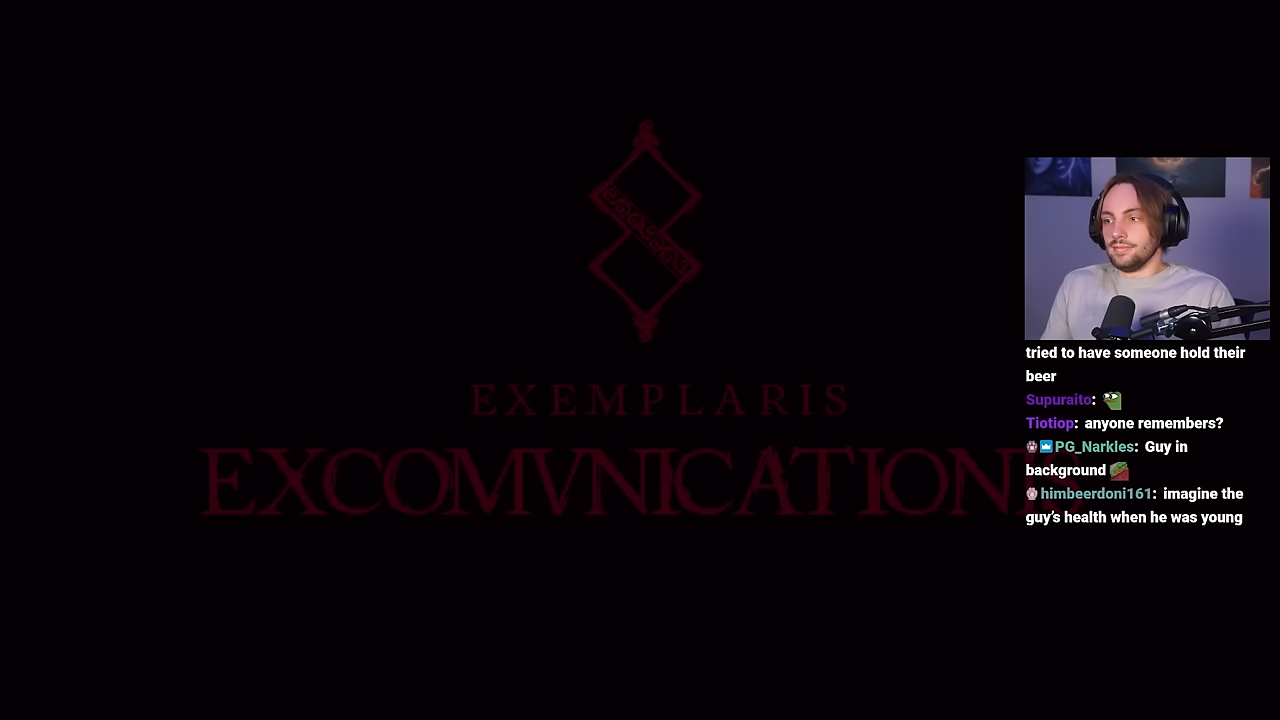 EXEMPLARIS
EXCOMVNICATIONIS
tried to have someone hold their
beer
Supuraito:
Tiotiop: anyone remembers?
PG_Narkles: Guy in
background
himbeerdoni161: imagine the
guy's health when he was young